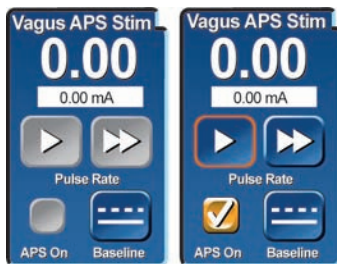 Vagus APS Stim
0.00
0.00 mA
Pulse Rate
APS On Baseline
Vagus APS Stim
0.00
0.00 mA
Pulse Rate
APS On Baseline